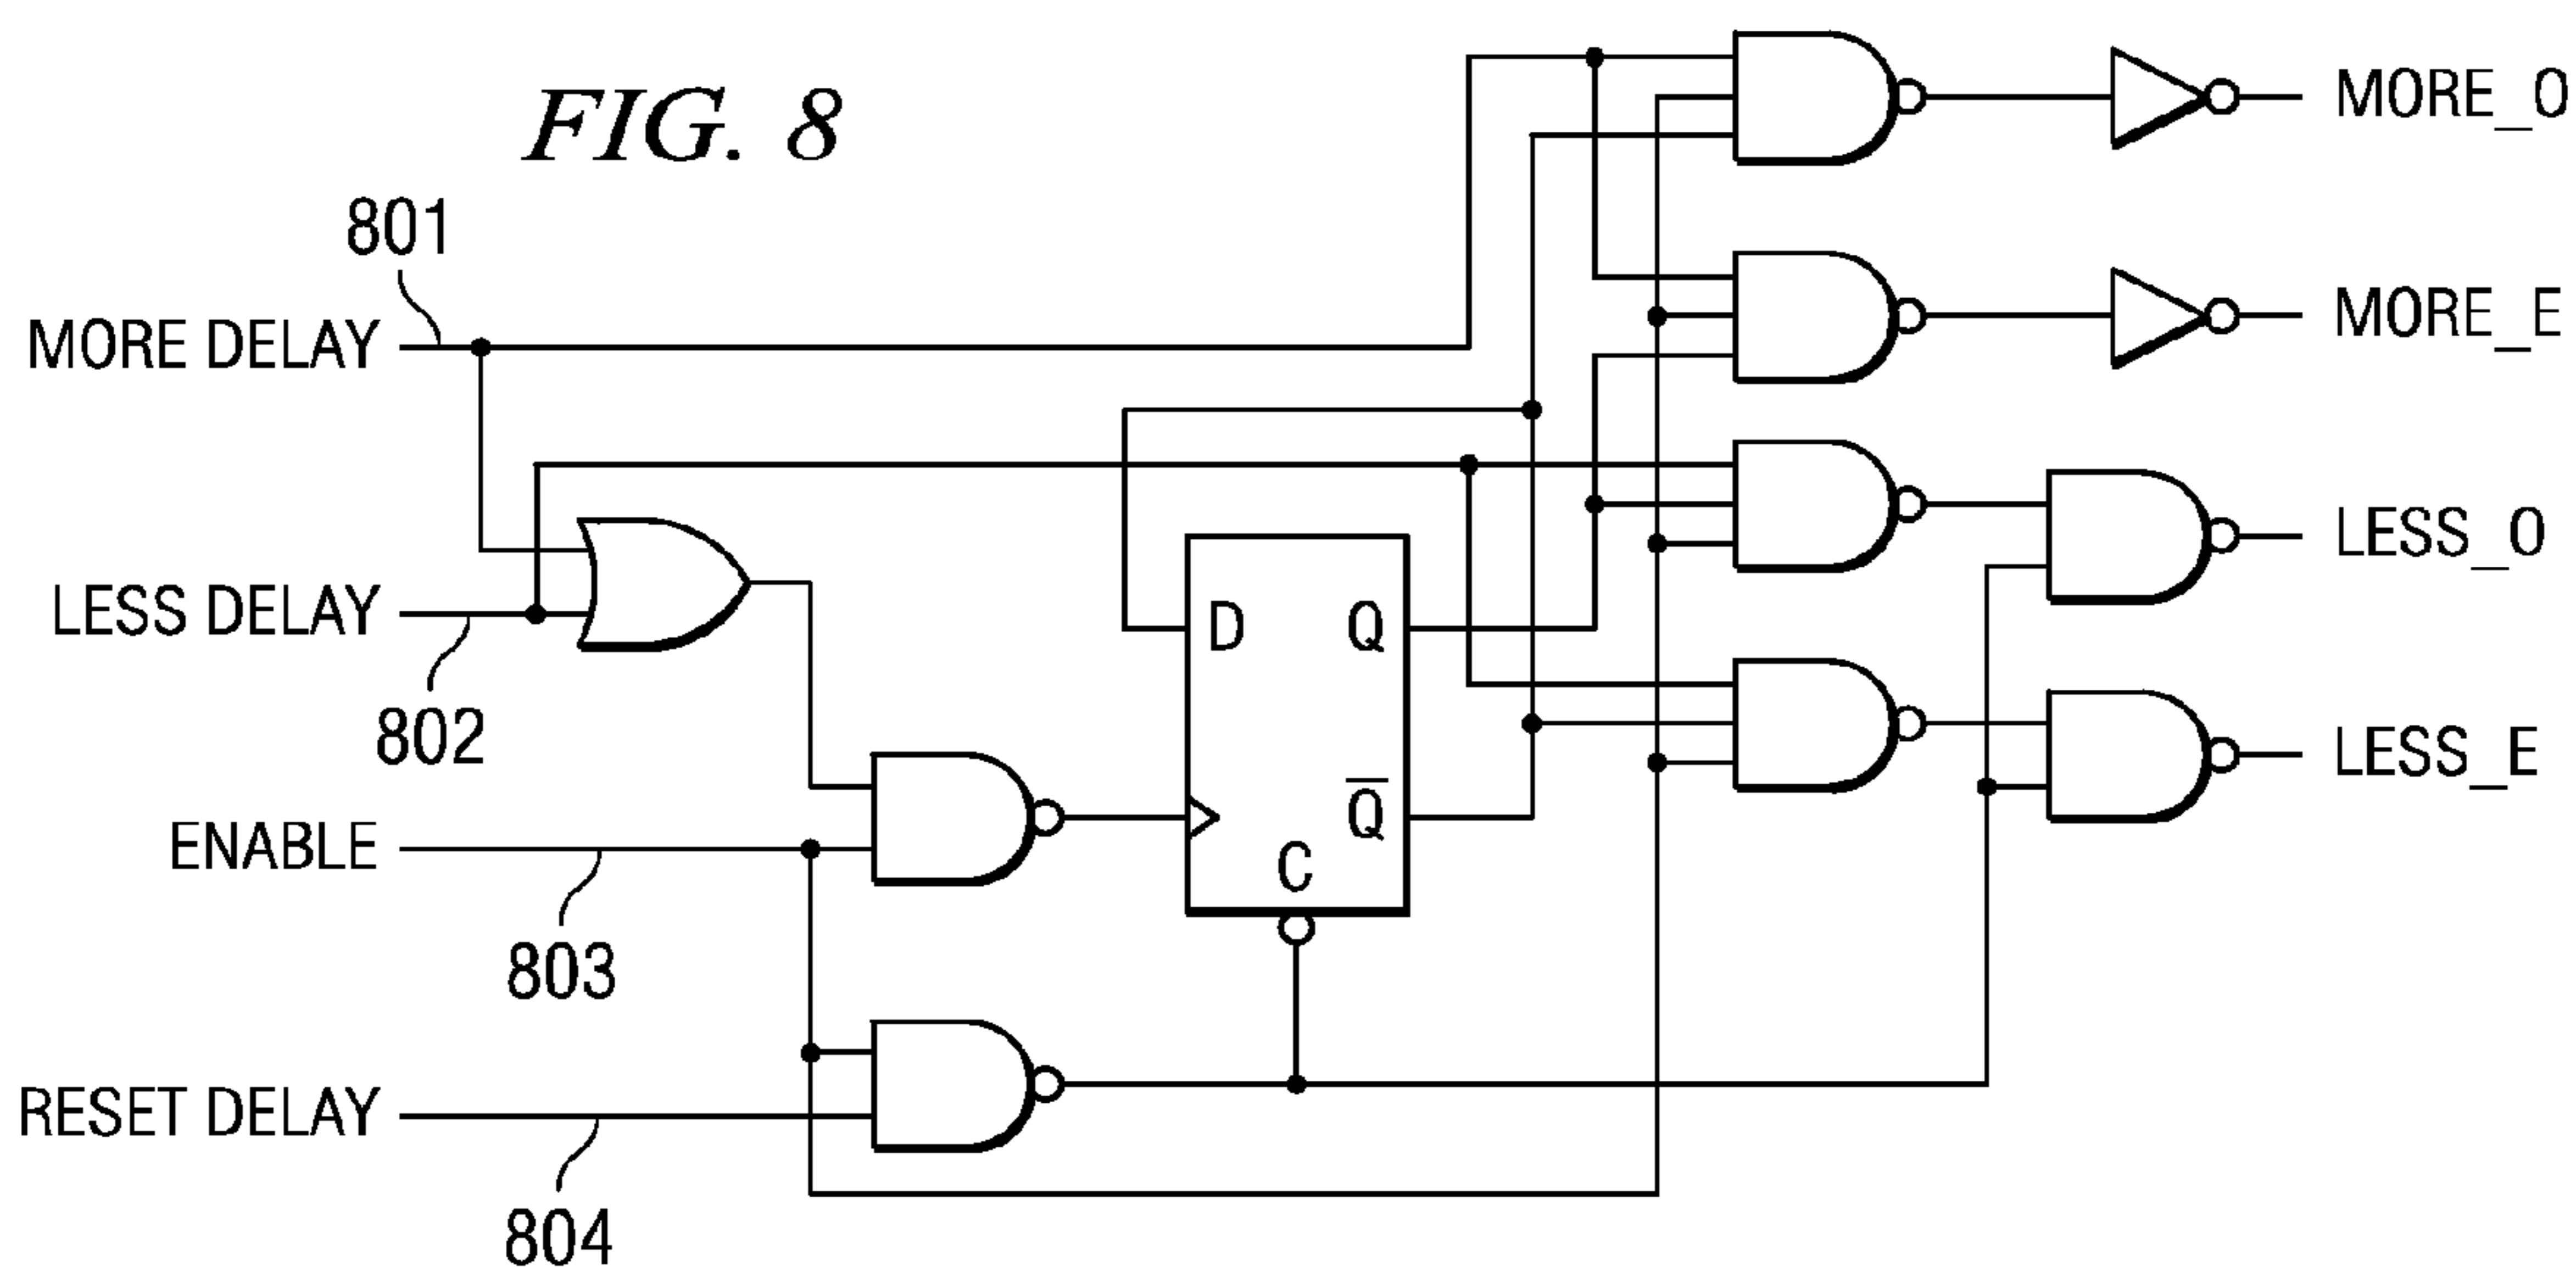 FIG. 8
801
MORE DELAY
LESS DELAY
802
ENABLE
803
RESET DELAY
804
D
Q
Q̅
C
MORE_O
MORE_E
LESS_O
LESS_E